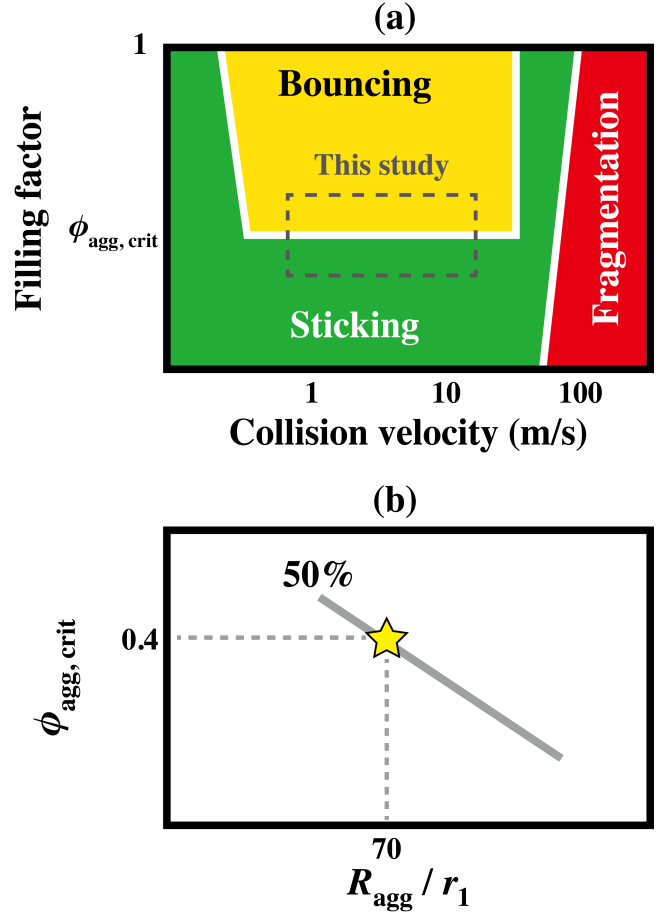 (a)
1
Bouncing
This study
Filling factor
ϕagg, crit
Sticking
Fragmentation
1 10 100
Collision velocity (m/s)
(b)
50%
0.4
ϕagg, crit
70
Ragg / r1